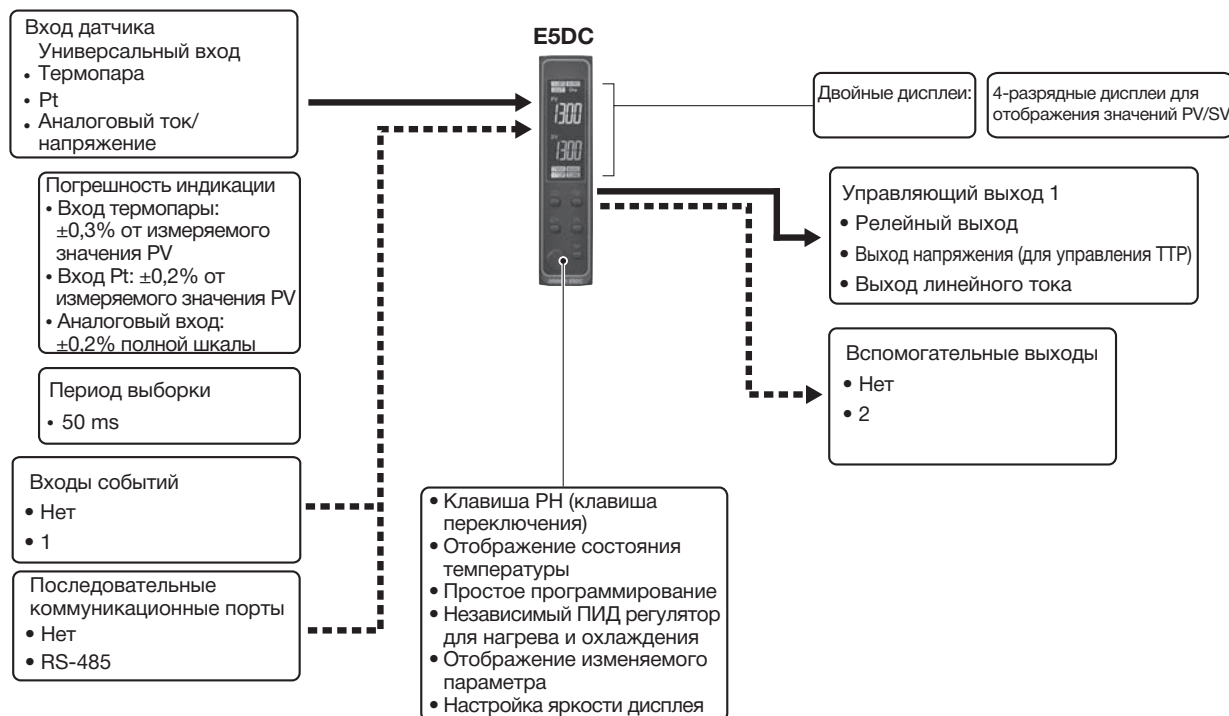 Вход датчика
Универсальный вход
• Термопара
• Pt
• Аналоговый ток/
напряжение
Погрешность индикации
• Вход термопары:
±0,3% от измеряемого
значения PV
• Вход Pt: ±0,2% от
измеряемого значения PV
• Аналоговый вход:
±0,2% полной шкалы
Период выборки
• 50 ms
Входы событий
• Нет
• 1
Последовательные
коммуникационные порты
• Нет
• RS-485
E5DC
PV
1300
SV
1300
• Клавиша PH (клавиша
переключения)
• Отображение состояния
температуры
• Простое программирование
• Независимый ПИД регулятор
для нагрева и охлаждения
• Отображение изменяемого
параметра
• Настройка яркости дисплея
Двойные дисплеи:
4-разрядные дисплеи для
отображения значений PV/SV
Управляющий выход 1
• Релейный выход
• Выход напряжения (для управления ТТР)
• Выход линейного тока
Вспомогательные выходы
• Нет
• 2